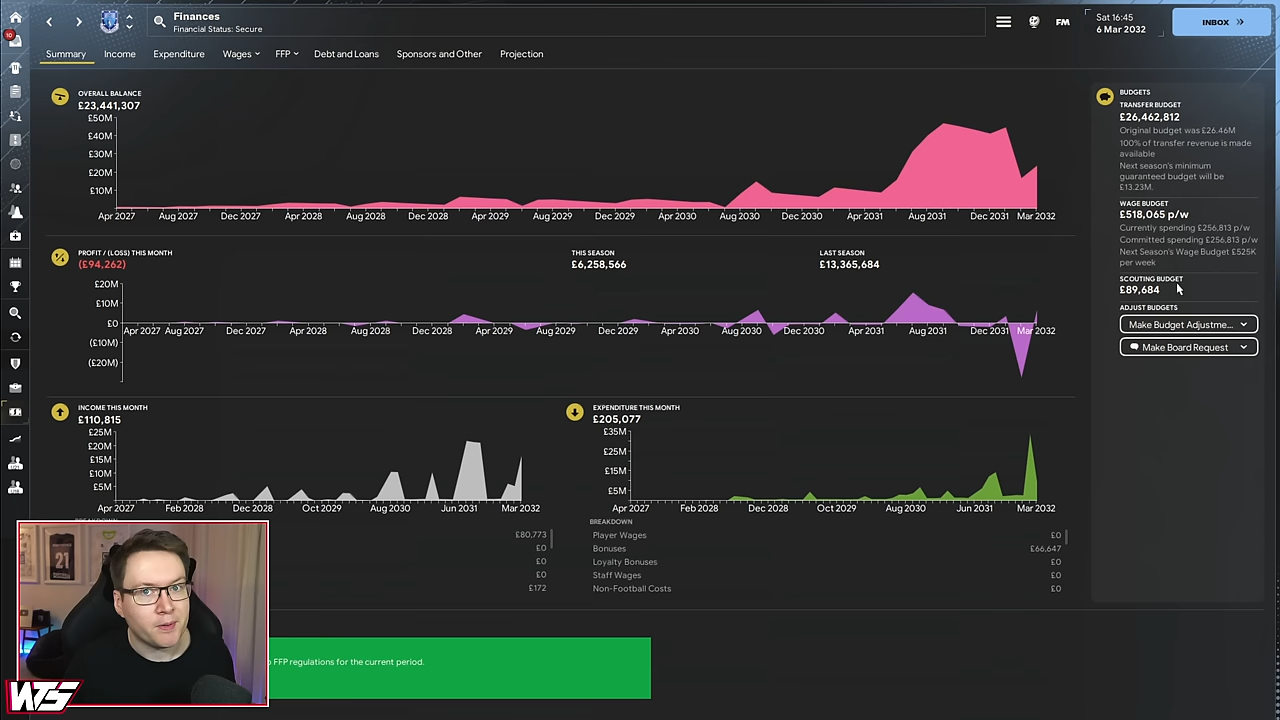 Finances
Financial Status: Secure
FM
Sat 16:45
6 Mar 2032
INBOX
10
Summary
Income
Expenditure
Wages
FFP
Debt and Loans
Sponsors and Other
Projection
OVERALL BALANCE
£23,441,307
£50M
£40M
£30M
£20M
£10M
Apr 2027 Aug 2027 Dec 2027 Apr 2028 Aug 2028 Dec 2028 Apr 2029 Aug 2029 Dec 2029 Apr 2030 Aug 2030 Dec 2030 Apr 2031 Aug 2031 Dec 2031 Mar 2032
PROFIT / (LOSS) THIS MONTH
(£94,262)
THIS SEASON
£6,258,566
LAST SEASON
£13,365,684
£20M
£10M
£0
(£10M)
(£20M)
Apr 2027 Aug 2027 Dec 2027 Apr 2028 Aug 2028 Dec 2028 Apr 2029 Aug 2029 Dec 2029 Apr 2030 Aug 2030 Dec 2030 Apr 2031 Aug 2031 Dec 2031 Mar 2032
INCOME THIS MONTH
£110,815
£25M
£20M
£15M
£10M
£5M
Apr 2027 Feb 2028 Dec 2028 Oct 2029 Aug 2030 Jun 2031 Mar 2032
£80,773
£0
£0
£0
£172
EXPENDITURE THIS MONTH
£205,077
£35M
£25M
£15M
£5M
Apr 2027 Feb 2028 Dec 2028 Oct 2029 Aug 2030 Jun 2031 Mar 2032
BREAKDOWN
Player Wages £0
Bonuses £66,647
Loyalty Bonuses £0
Staff Wages £0
Non-Football Costs £0
BUDGETS
TRANSFER BUDGET
£26,462,812
Original budget was £26.46M
100% of transfer revenue is made
available
Next season's minimum
guaranteed budget will be
£13.23M.
WAGE BUDGET
£518,065 p/w
Currently spending £256,813 p/w
Committed spending £256,813 p/w
Next Season's Wage Budget £525K
per week
SCOUTING BUDGET
£89,684
ADJUST BUDGETS
Make Budget Adjustme...
Make Board Request
FFP regulations for the current period.
21
WTS